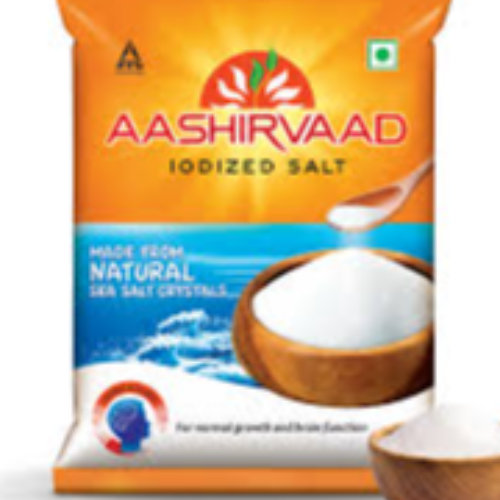 AASHIRVAAD
IODIZED SALT
MADE FROM
NATURAL
SEA SALT CRYSTALS...
For normal growth and brain function